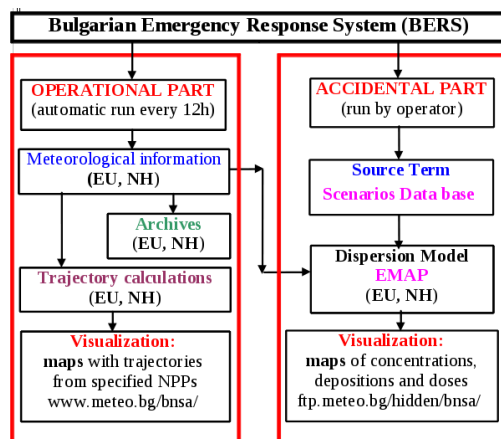 Bulgarian Emergency Response System (BERS)
OPERATIONAL PART
(automatic run every 12h)
Meteorological information
(EU, NH)
Archives
(EU, NH)
Trajectory calculations
(EU, NH)
Visualization:
maps with trajectories
from specified NPPs
www.meteo.bg/bnsa/
ACCIDENTAL PART
(run by operator)
Source Term
Scenarios Data base
Dispersion Model
EMAP
(EU, NH)
Visualization:
maps of concentrations,
depositions and doses
ftp.meteo.bg/hidden/bnsa/